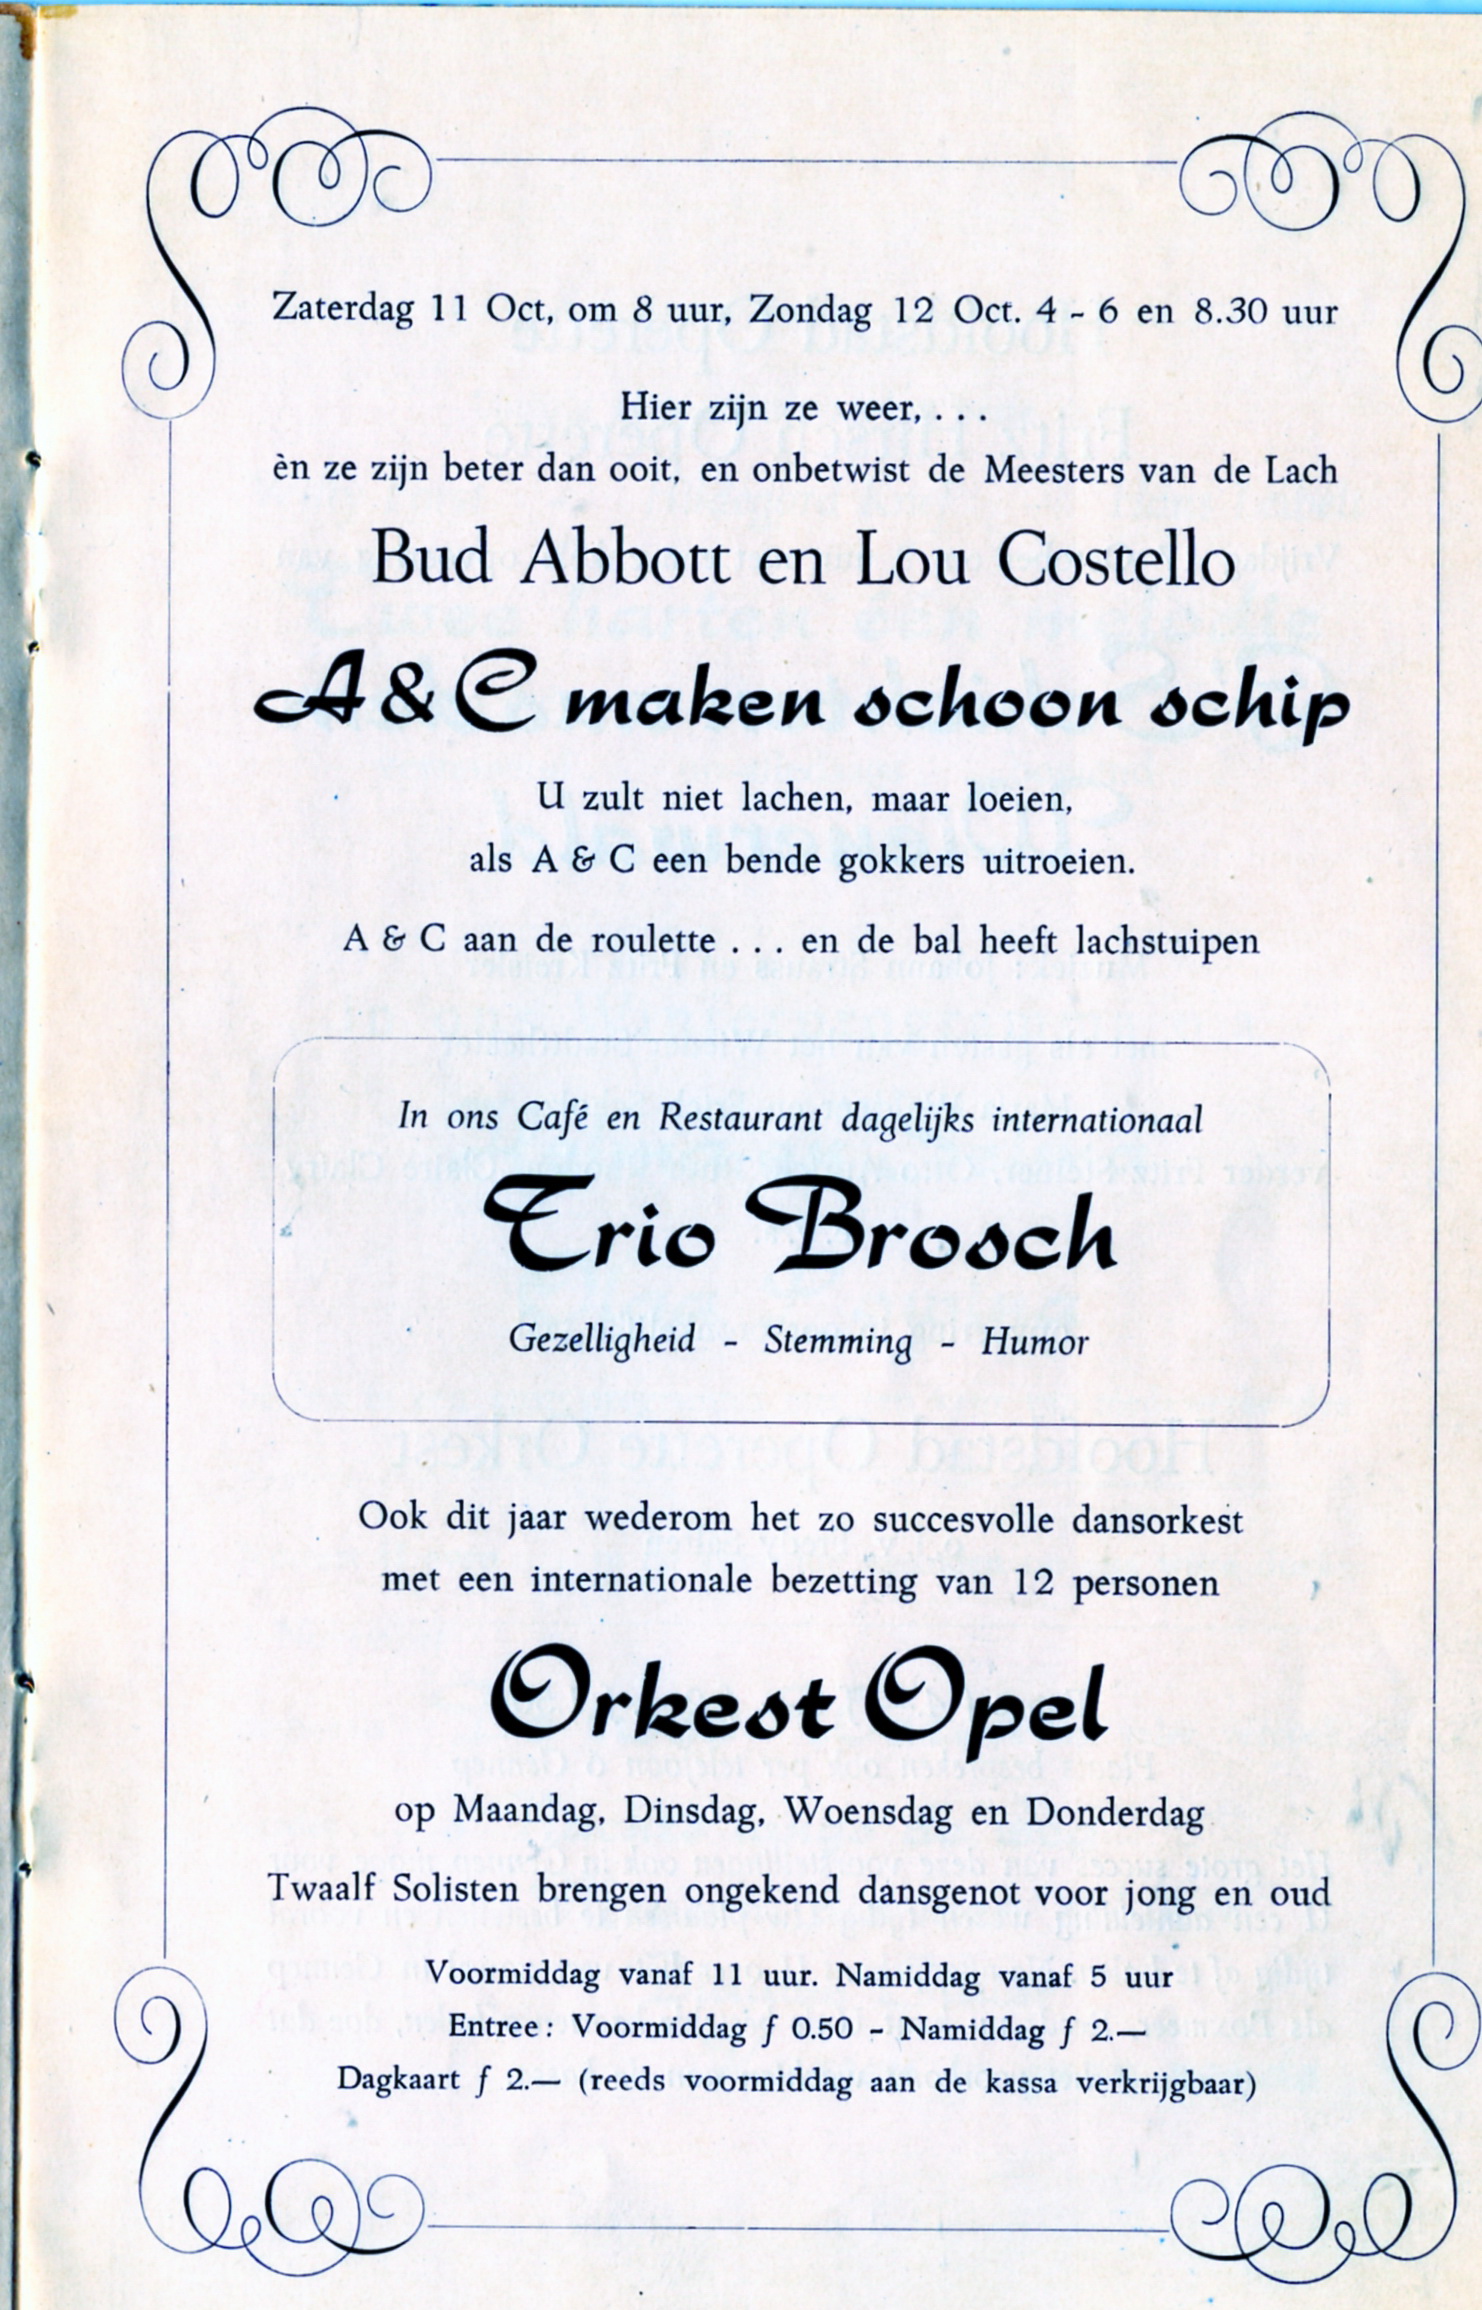 Zaterdag 11 Oct, om 8 uur, Zondag 12 Oct. 4 - 6 en 8.30 uur
Hier zijn ze weer, . . .
èn ze zijn beter dan ooit, en onbetwist de Meesters van de Lach
Bud Abbott en Lou Costello
A & C maken schoon schip
U zult niet lachen, maar loeien,
als A & C een bende gokkers uitroeien.
A & C aan de roulette . . . en de bal heeft lachstuipen
In ons Café en Restaurant dagelijks internationaal
Trio Brosch
Gezelligheid - Stemming - Humor
Ook dit jaar wederom het zo succesvolle dansorkest
met een internationale bezetting van 12 personen
Orkest Opel
op Maandag, Dinsdag, Woensdag en Donderdag
Twaalf Solisten brengen ongekend dansgenot voor jong en oud
Voormiddag vanaf 11 uur. Namiddag vanaf 5 uur
Entree : Voormiddag ƒ 0.50 - Namiddag ƒ 2.—
Dagkaart ƒ 2.— (reeds voormiddag aan de kassa verkrijgbaar)